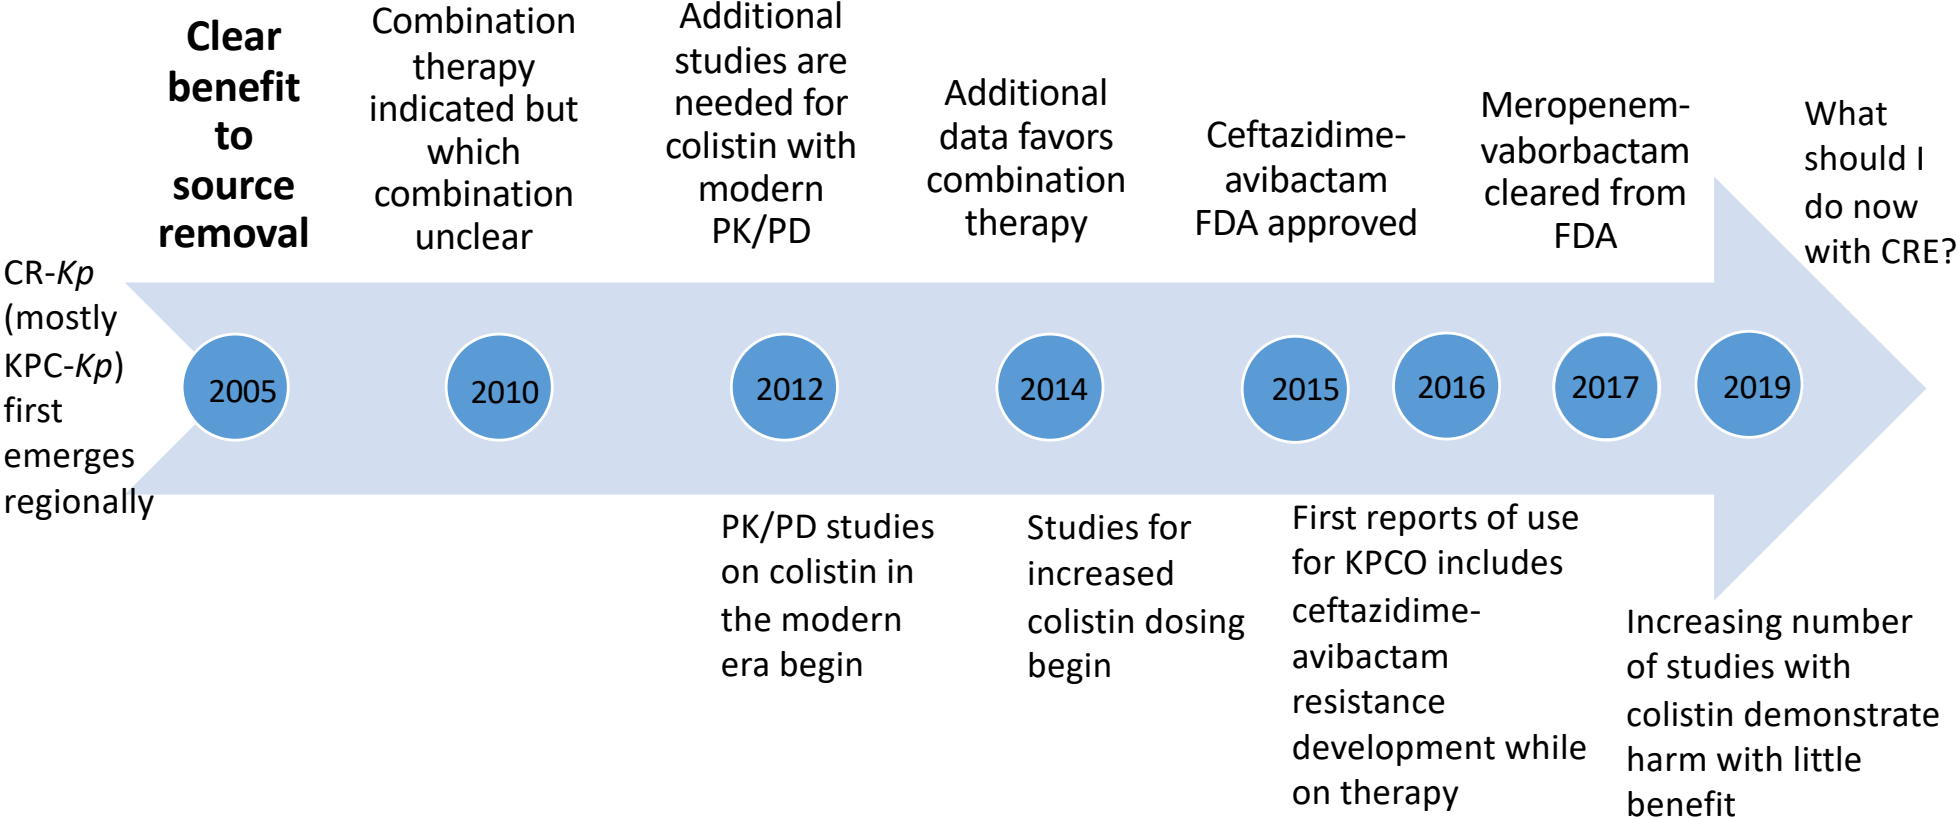 Clear
benefit
to
source
removal
Combination
therapy
indicated but
which
combination
unclear
Additional
studies are
needed for
colistin with
modern
PK/PD
Additional
data favors
combination
therapy
Ceftazidime-
avibactam
FDA approved
Meropenem-
vaborbactam
cleared from
FDA
What
should I
do now
with CRE?
CR-Kp
(mostly
KPC-Kp)
first
emerges
regionally
2005
2010
2012
2014
2015
2016
2017
2019
PK/PD studies
on colistin in
the modern
era begin
Studies for
increased
colistin dosing
begin
First reports of use
for KPCO includes
ceftazidime-
avibactam
resistance
development while
on therapy
Increasing number
of studies with
colistin demonstrate
harm with little
benefit